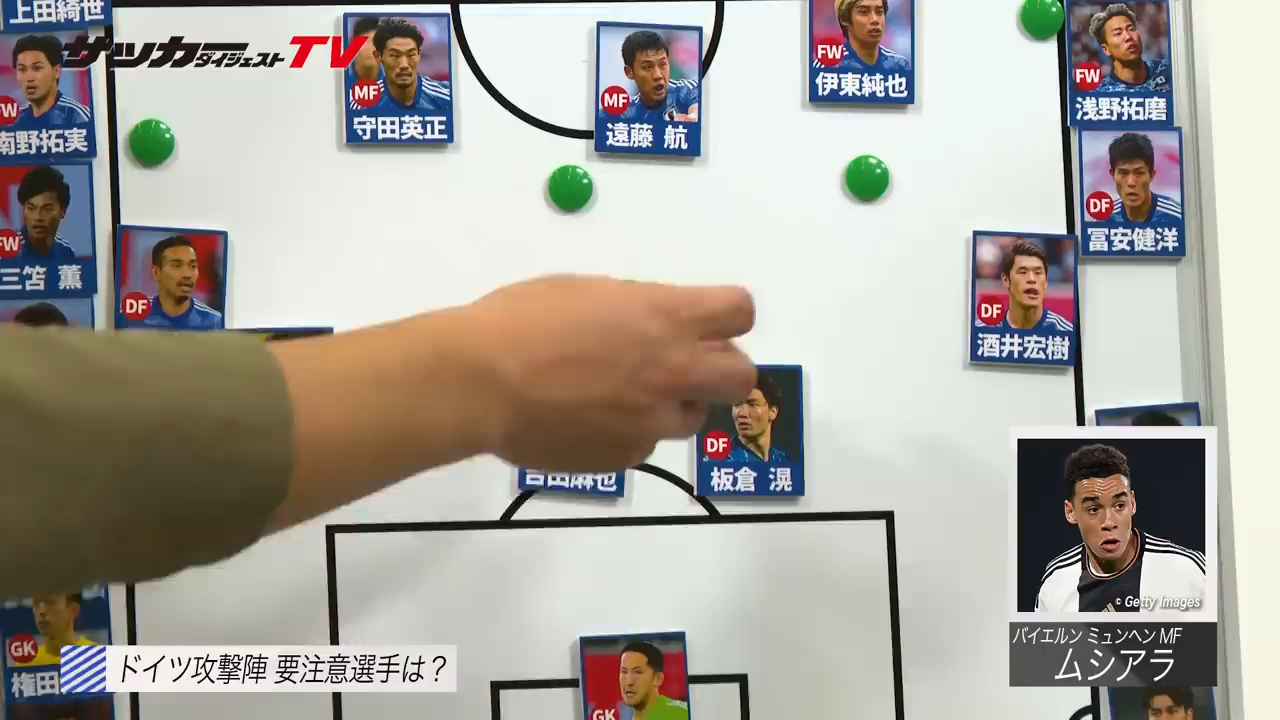 上田綺世
サッカーダイジェストTV
FW
南野拓実
MF
守田英正
MF
遠藤 航
FW
伊東純也
FW
浅野拓磨
FW
三笘 薫
DF
冨安健洋
DF
DF
酒井宏樹
吉田麻也
DF
板倉 滉
© Getty Images
バイエルン ミュンヘン MF
ムシアラ
GK
権田
ドイツ攻撃陣 要注意選手は？
GK